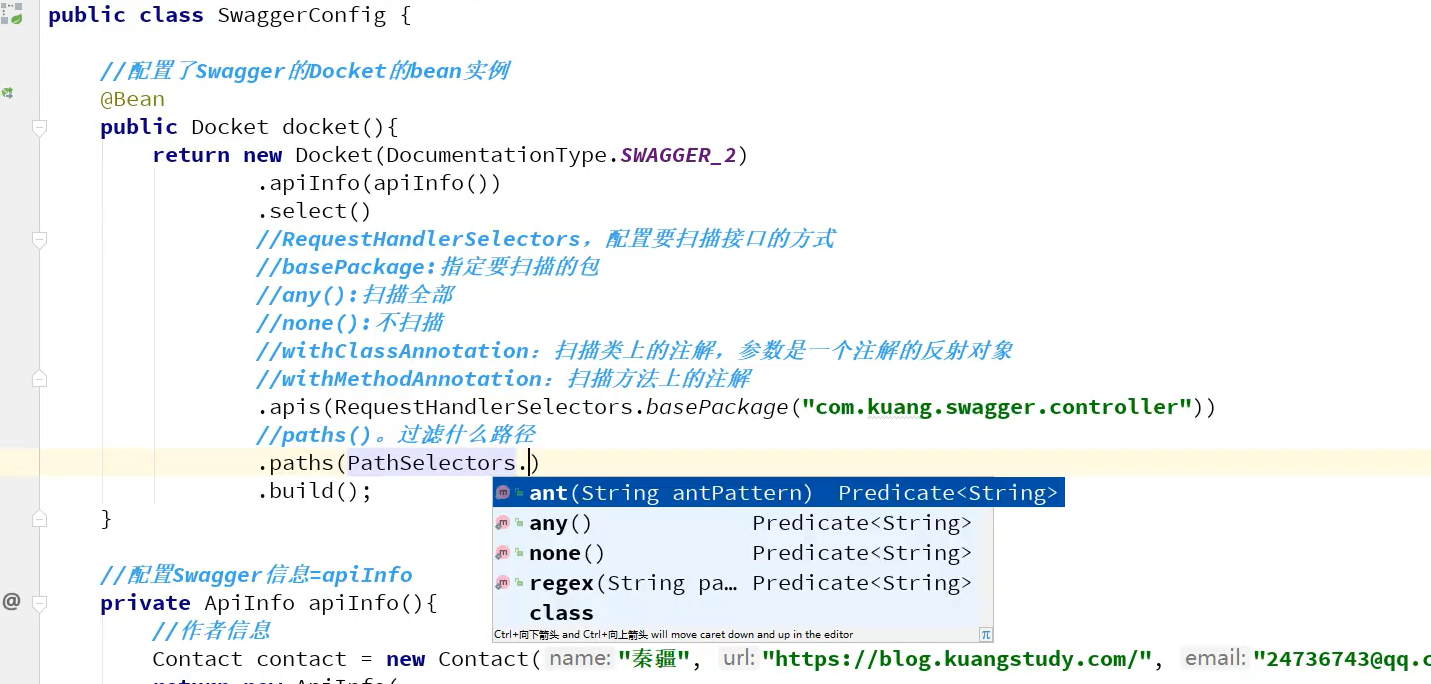 public class SwaggerConfig {
//配置了Swagger的Docket的bean实例
@Bean
public Docket docket(){
return new Docket(DocumentationType.SWAGGER_2)
.apiInfo(apiInfo())
.select()
//RequestHandlerSelectors，配置要扫描接口的方式
//basePackage:指定要扫描的包
//any():扫描全部
//none():不扫描
//withClassAnnotation：扫描类上的注解，参数是一个注解的反射对象
//withMethodAnnotation：扫描方法上的注解
.apis(RequestHandlerSelectors.basePackage("com.kuang.swagger.controller"))
//paths()。过滤什么路径
.paths(PathSelectors.)
.build();
ant(String antPattern) Predicate<String>
any() Predicate<String>
none() Predicate<String>
regex(String pa… Predicate<String>
class
Ctrl+向下箭头 and Ctrl+向上箭头 will move caret down and up in the editor π
}
//配置Swagger信息=apiInfo
@ private ApiInfo apiInfo(){
//作者信息
Contact contact = new Contact( name: "秦疆", url: "https://blog.kuangstudy.com/", email: "24736743@qq.c
return new ApiInfo(